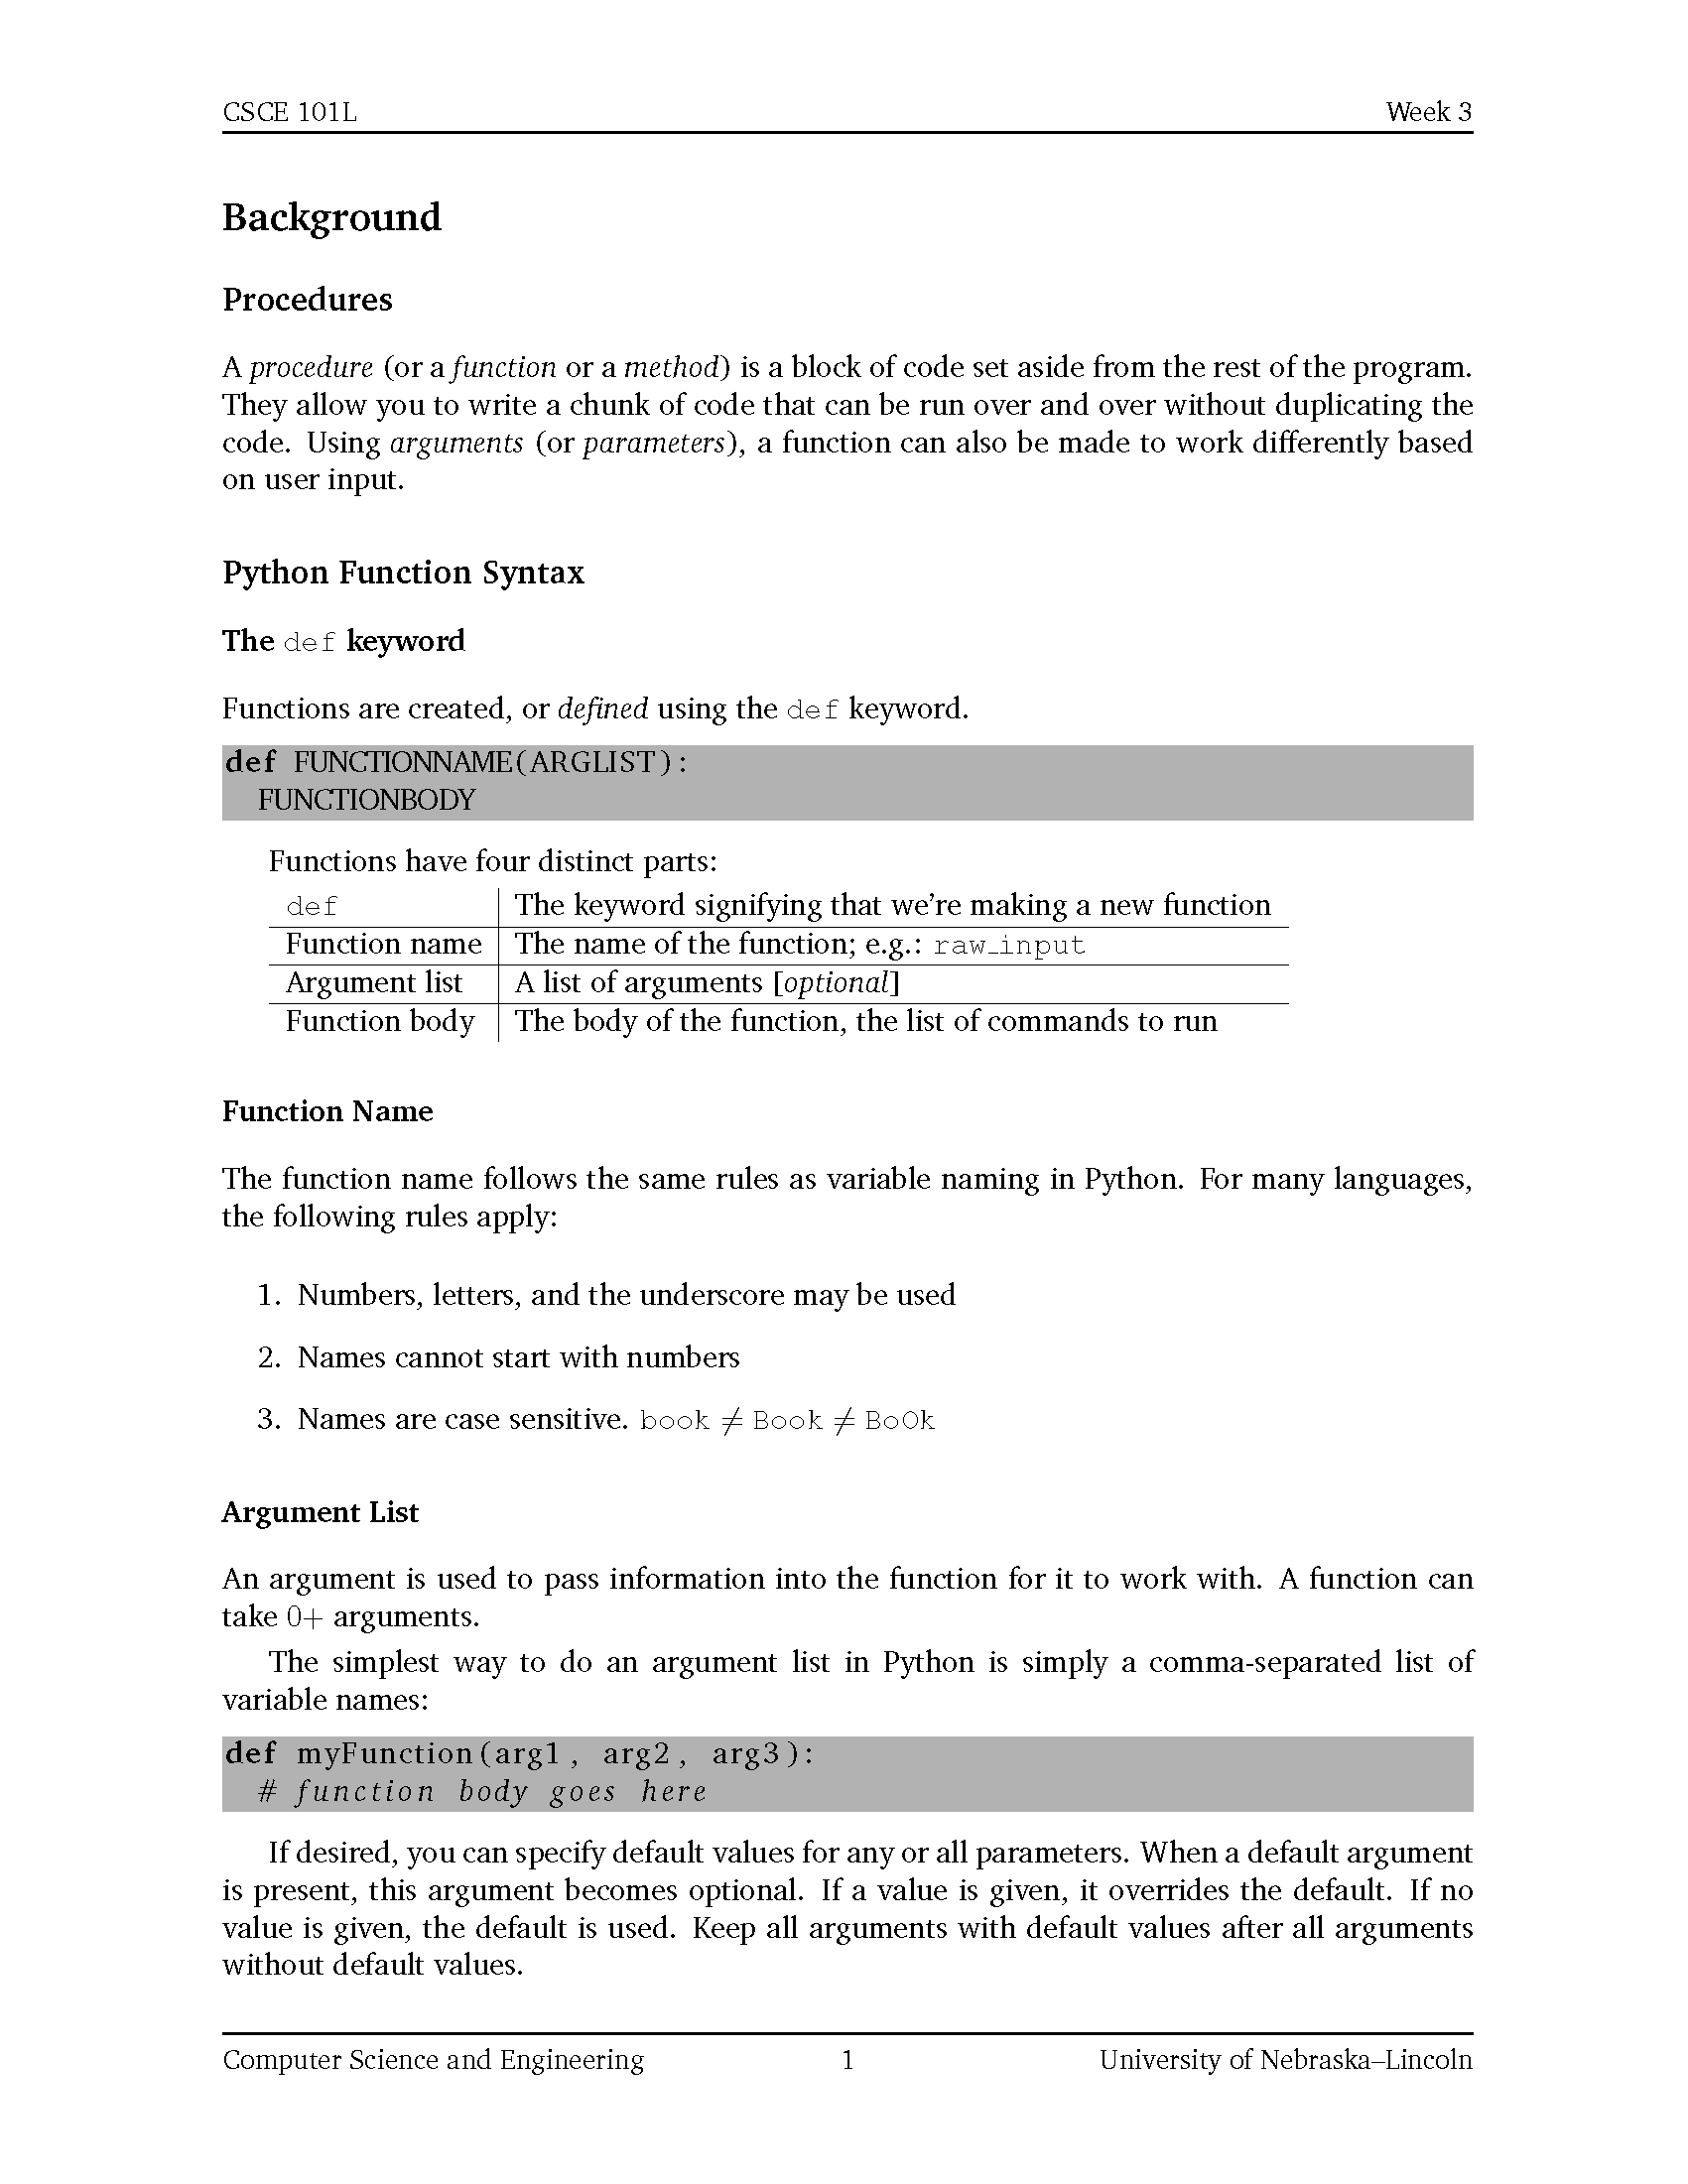 CSCE 101L Week 3
Background
Procedures
A procedure (or a function or a method) is a block of code set aside from the rest of the program.
They allow you to write a chunk of code that can be run over and over without duplicating the
code. Using arguments (or parameters), a function can also be made to work differently based
on user input.
Python Function Syntax
The def keyword
Functions are created, or defined using the def keyword.
def FUNCTIONNAME(ARGLIST):
FUNCTIONBODY
Functions have four distinct parts:
def The keyword signifying that we're making a new function
Function name The name of the function; e.g.: raw_input
Argument list A list of arguments [optional]
Function body The body of the function, the list of commands to run
Function Name
The function name follows the same rules as variable naming in Python. For many languages,
the following rules apply:
1. Numbers, letters, and the underscore may be used
2. Names cannot start with numbers
3. Names are case sensitive. book ≠ Book ≠ BoOk
Argument List
An argument is used to pass information into the function for it to work with. A function can
take 0+ arguments.
The simplest way to do an argument list in Python is simply a comma-separated list of
variable names:
def myFunction(arg1, arg2, arg3):
# function body goes here
If desired, you can specify default values for any or all parameters. When a default argument
is present, this argument becomes optional. If a value is given, it overrides the default. If no
value is given, the default is used. Keep all arguments with default values after all arguments
without default values.
Computer Science and Engineering 1 University of Nebraska–Lincoln